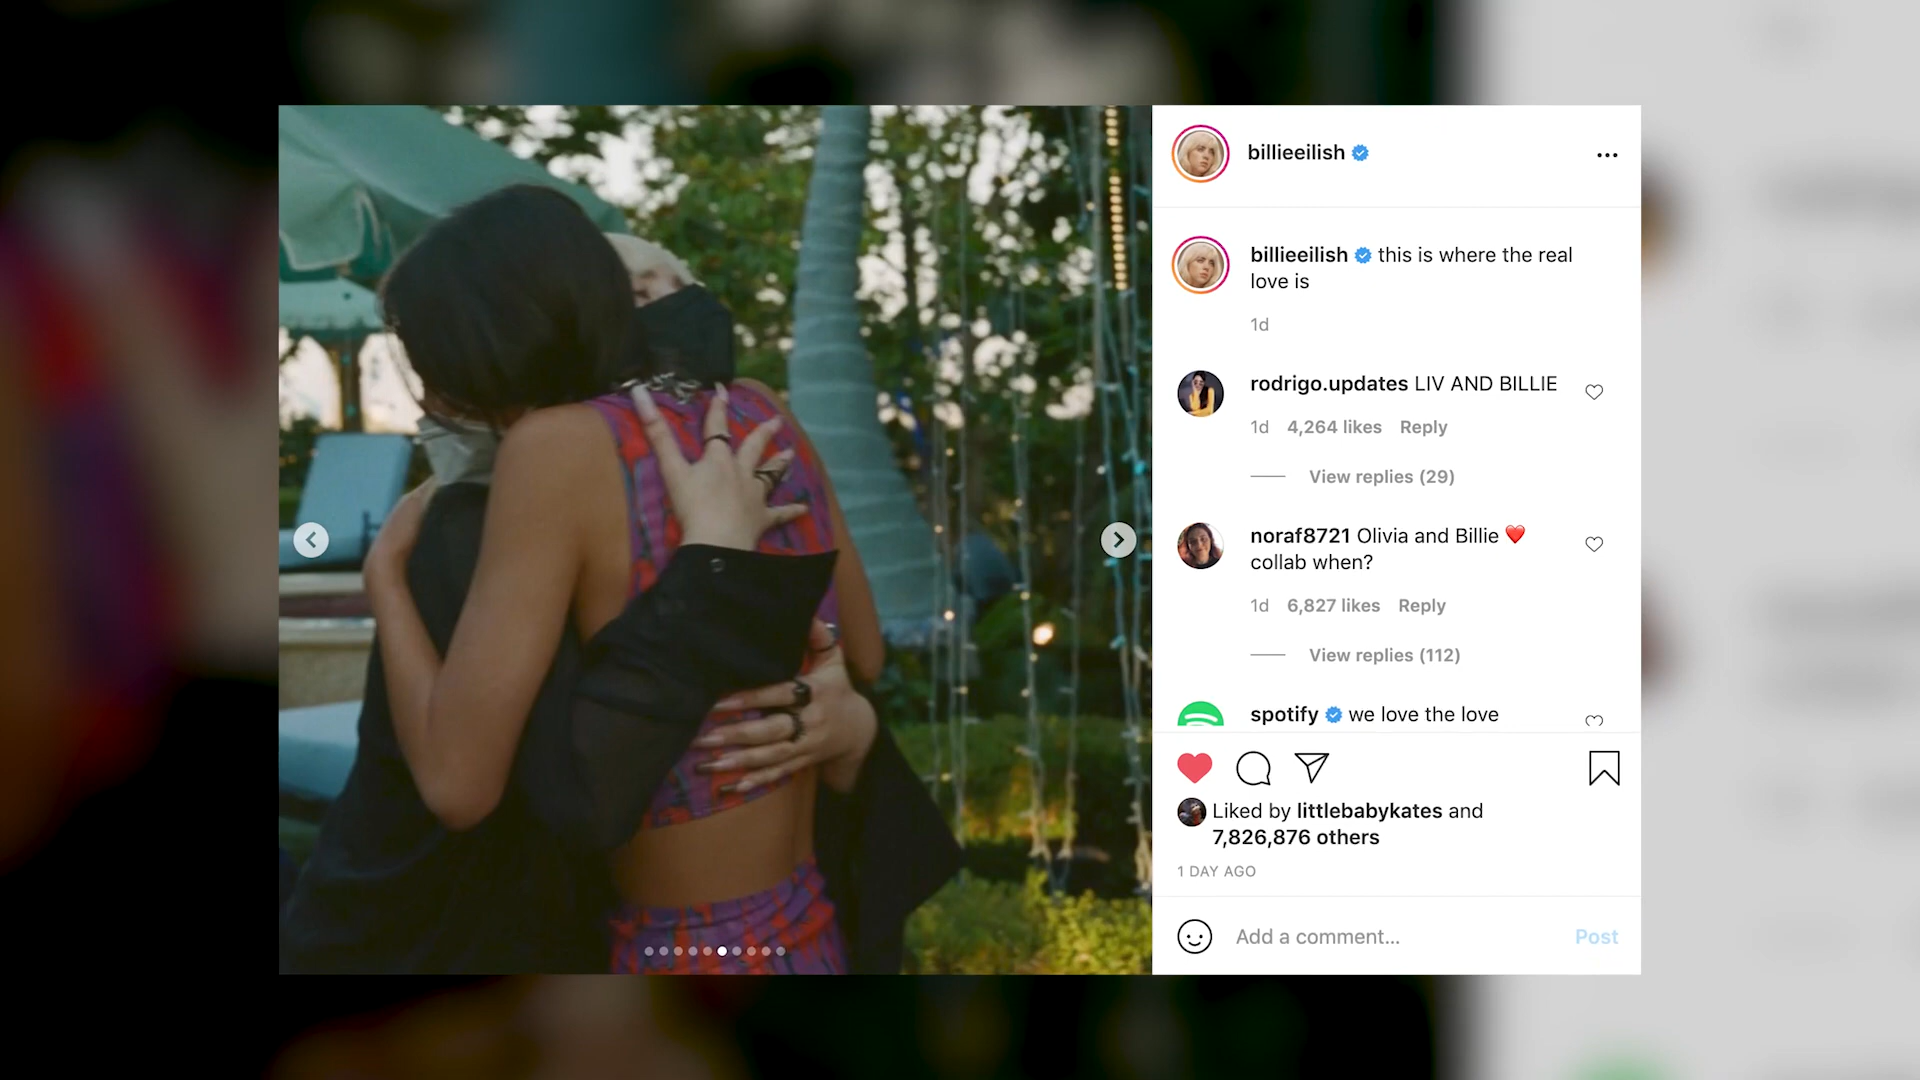 billieeilish
billieeilish this is where the real
love is
1d
rodrigo.updates LIV AND BILLIE
1d 4,264 likes Reply
View replies (29)
noraf8721 Olivia and Billie ❤️
collab when?
1d 6,827 likes Reply
View replies (112)
spotify we love the love
Liked by littlebabykates and
7,826,876 others
1 DAY AGO
Add a comment... Post